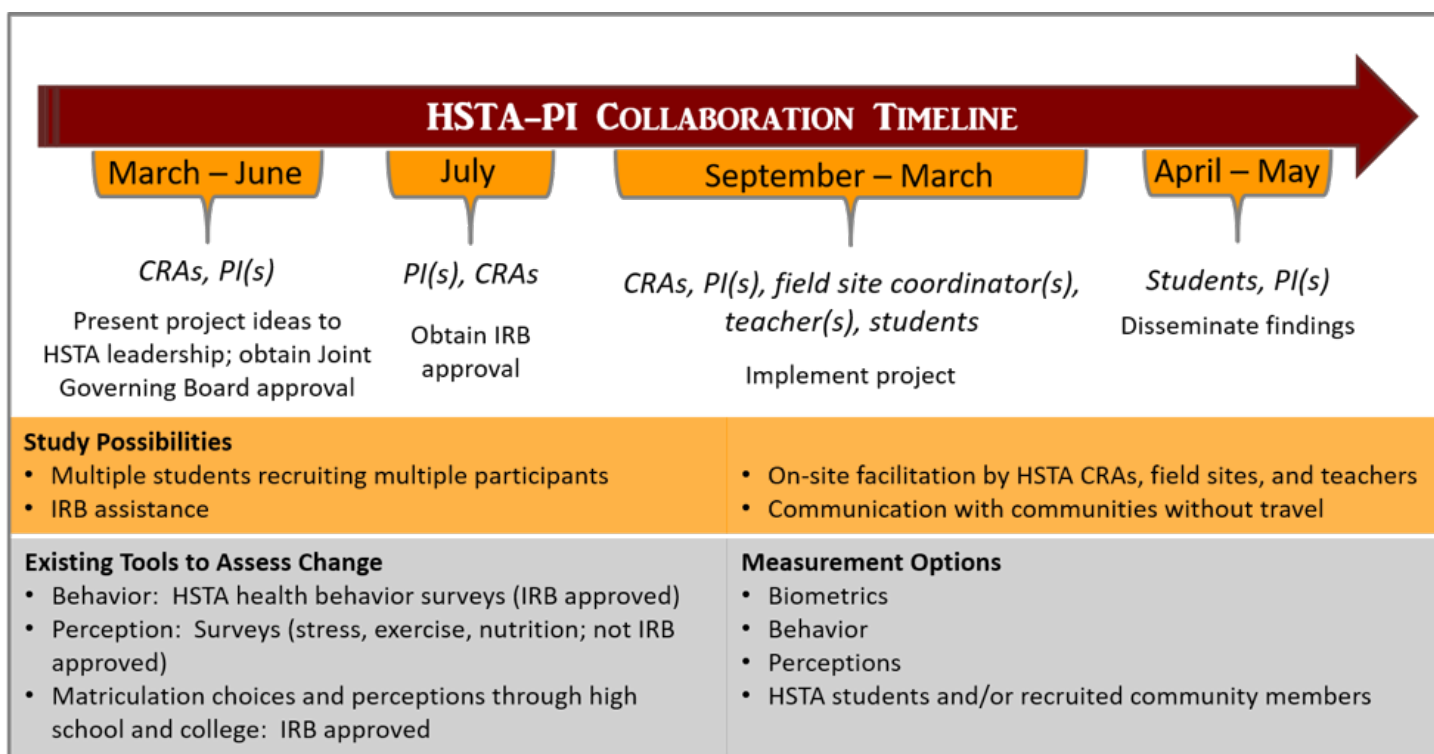 HSTA–PI Collaboration Timeline
March – June
July
September – March
April – May
CRAs, PI(s)
Present project ideas to
HSTA leadership; obtain Joint
Governing Board approval
PI(s), CRAs
Obtain IRB
approval
CRAs, PI(s), field site coordinator(s),
teacher(s), students
Implement project
Students, PI(s)
Disseminate findings
Study Possibilities
• Multiple students recruiting multiple participants
• IRB assistance
• On-site facilitation by HSTA CRAs, field sites, and teachers
• Communication with communities without travel
Existing Tools to Assess Change
• Behavior: HSTA health behavior surveys (IRB approved)
• Perception: Surveys (stress, exercise, nutrition; not IRB
approved)
• Matriculation choices and perceptions through high
school and college: IRB approved
Measurement Options
• Biometrics
• Behavior
• Perceptions
• HSTA students and/or recruited community members